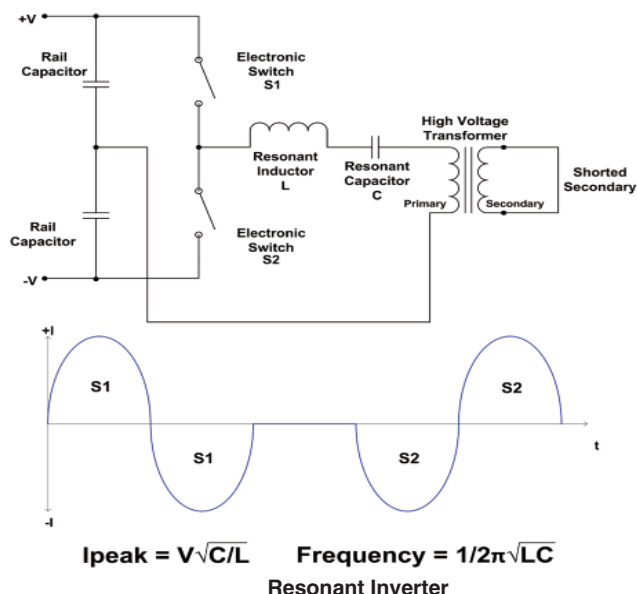 +V
Rail
Capacitor
Electronic
Switch
S1
High Voltage
Transformer
Resonant
Inductor
L
Resonant
Capacitor
C
Primary
Secondary
Shorted
Secondary
Rail
Capacitor
Electronic
Switch
S2
-V
+I
S1
S2
S1
S2
t
-I
Ipeak = V√C/L Frequency = 1/2π√LC
Resonant Inverter